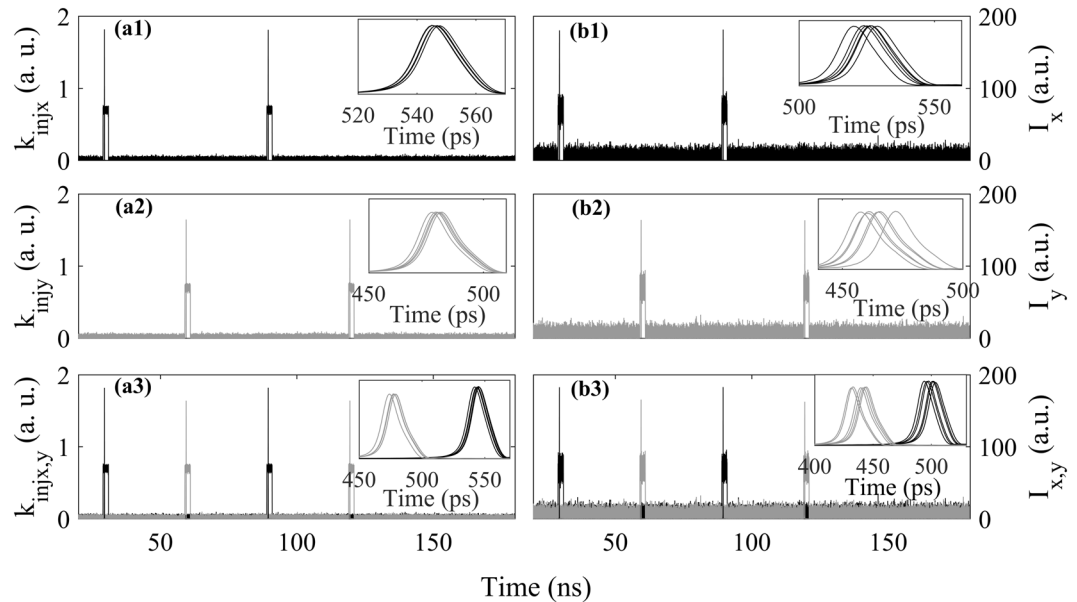 2 (a1) 520 540 560 Time (ps) 1 0 k_injx (a. u.)
(b1) 500 550 Time (ps) 200 100 0 I_x (a.u.)
2 (a2) 450 500 Time (ps) 1 0 k_injy (a. u.)
(b2) 450 500 Time (ps) 200 100 0 I_y (a.u.)
2 (a3) 450 500 550 Time (ps) 1 0 k_injx,y (a. u.)
(b3) 400 450 500 Time (ps) 200 100 0 I_x,y (a.u.)
50 100 150 50 100 150
Time (ns)